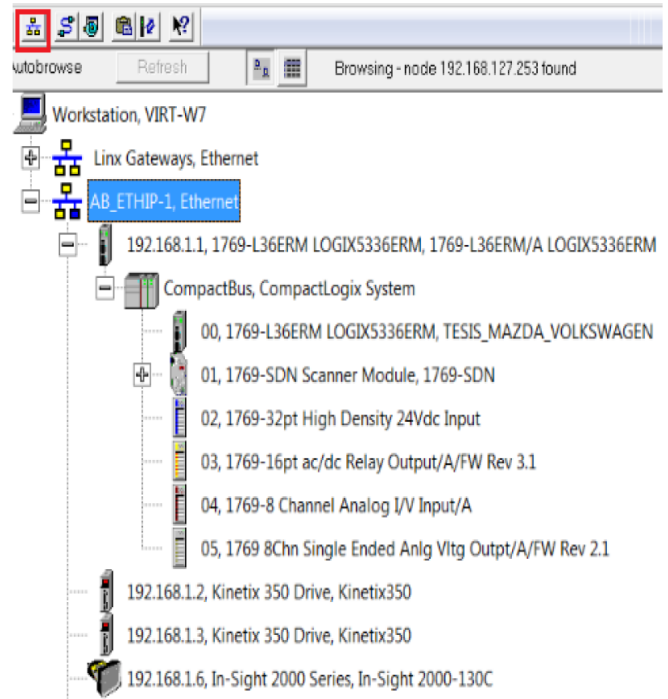 utobrowse Refresh Browsing - node 192.168.127.253 found
Workstation, VIRT-W7
Linx Gateways, Ethernet
AB_ETHIP-1, Ethernet
192.168.1.1, 1769-L36ERM LOGIX5336ERM, 1769-L36ERM/A LOGIX5336ERM
CompactBus, CompactLogix System
00, 1769-L36ERM LOGIX5336ERM, TESIS_MAZDA_VOLKSWAGEN
01, 1769-SDN Scanner Module, 1769-SDN
02, 1769-32pt High Density 24Vdc Input
03, 1769-16pt ac/dc Relay Output/A/FW Rev 3.1
04, 1769-8 Channel Analog I/V Input/A
05, 1769 8Chn Single Ended Anlg Vltg Outpt/A/FW Rev 2.1
192.168.1.2, Kinetix 350 Drive, Kinetix350
192.168.1.3, Kinetix 350 Drive, Kinetix350
192.168.1.6, In-Sight 2000 Series, In-Sight 2000-130C